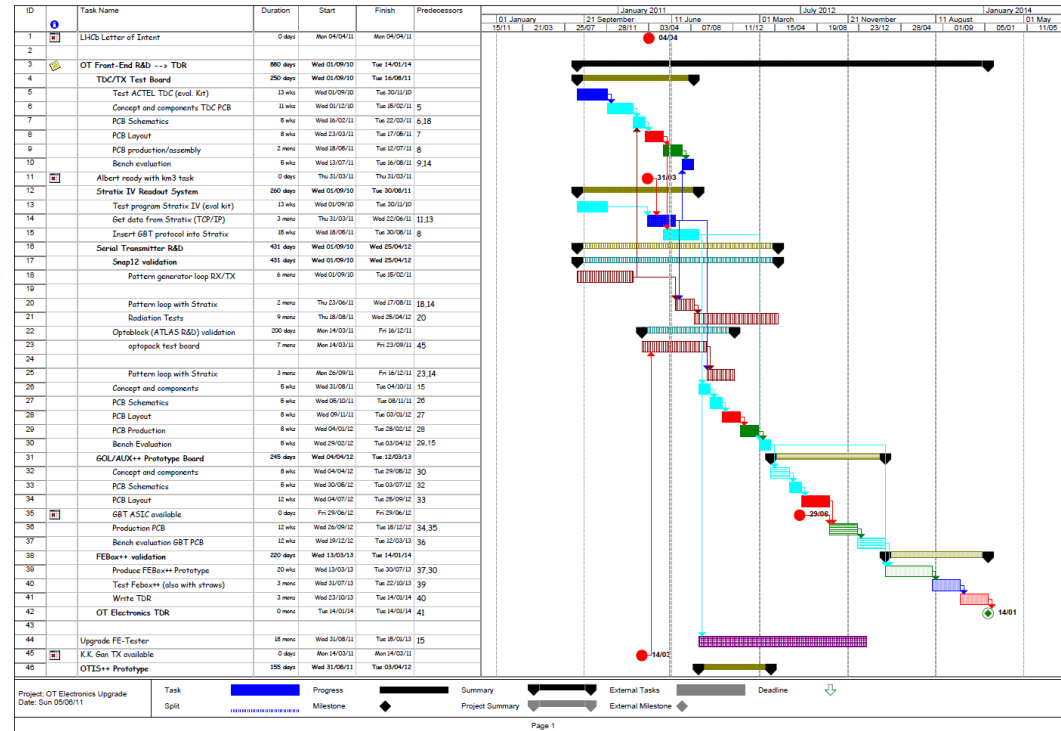 ID Task Name Duration Start Finish Predecessors
January 2011 July 2012 January 2014
01 January 21 September 11 June 01 March 21 November 11 August 01 May
15/11 21/03 25/07 28/11 03/04 07/08 11/12 15/04 19/08 23/12 28/04 01/09 05/01 11/05
1 LHCb Letter of Intent 0 days Mon 04/04/11 Mon 04/04/11 04/04
2
3 OT Front-End R&D --> TDR 880 days Wed 01/09/10 Tue 14/01/14
4 TDC/TX Test Board 250 days Wed 01/09/10 Tue 16/08/11
5 Test ACTEL TDC (eval. Kit) 13 wks Wed 01/09/10 Tue 30/11/10
6 Concept and components TDC PCB 11 wks Wed 01/12/10 Tue 15/02/11 5
7 PCB Schematics 5 wks Wed 16/02/11 Tue 22/03/11 6,18
8 PCB Layout 8 wks Wed 23/03/11 Tue 17/05/11 7
9 PCB production/assembly 2 mons Wed 18/05/11 Tue 12/07/11 8
10 Bench evaluation 5 wks Wed 13/07/11 Tue 16/08/11 9,14
11 Albert ready with km3 task 0 days Thu 31/03/11 Thu 31/03/11 31/03
12 Stratix IV Readout System 260 days Wed 01/09/10 Tue 30/08/11
13 Test program Stratix IV (eval kit) 13 wks Wed 01/09/10 Tue 30/11/10
14 Get data from Stratix (TCP/IP) 3 mons Thu 31/03/11 Wed 22/06/11 11,13
15 Insert GBT protocol into Stratix 15 wks Wed 18/05/11 Tue 30/08/11 8
16 Serial Transmitter R&D 431 days Wed 01/09/10 Wed 25/04/12
17 Snap12 validation 431 days Wed 01/09/10 Wed 25/04/12
18 Pattern generator loop RX/TX 6 mons Wed 01/09/10 Tue 15/02/11
19
20 Pattern loop with Stratix 2 mons Thu 23/06/11 Wed 17/08/11 18,14
21 Radiation Tests 9 mons Thu 18/08/11 Wed 25/04/12 20
22 Optoblock (ATLAS R&D) validation 200 days Mon 14/03/11 Fri 16/12/11
23 optopack test board 7 mons Mon 14/03/11 Fri 23/09/11 45
24
25 Pattern loop with Stratix 3 mons Mon 26/09/11 Fri 16/12/11 23,14
26 Concept and components 5 wks Wed 31/08/11 Tue 04/10/11 15
27 PCB Schematics 5 wks Wed 05/10/11 Tue 08/11/11 26
28 PCB Layout 8 wks Wed 09/11/11 Tue 03/01/12 27
29 PCB Production 8 wks Wed 04/01/12 Tue 28/02/12 28
30 Bench Evaluation 5 wks Wed 29/02/12 Tue 03/04/12 29,15
31 GOL/AUX++ Prototype Board 245 days Wed 04/04/12 Tue 12/03/13
32 Concept and components 8 wks Wed 04/04/12 Tue 29/05/12 30
33 PCB Schematics 5 wks Wed 30/05/12 Tue 03/07/12 32
34 PCB Layout 12 wks Wed 04/07/12 Tue 25/09/12 33
35 GBT ASIC available 0 days Fri 29/06/12 Fri 29/06/12 29/06
36 Production PCB 12 wks Wed 26/09/12 Tue 18/12/12 34,35
37 Bench evaluation GBT PCB 12 wks Wed 19/12/12 Tue 12/03/13 36
38 FEBox++ validation 220 days Wed 13/03/13 Tue 14/01/14
39 Produce FEBox++ Prototype 20 wks Wed 13/03/13 Tue 30/07/13 37,30
40 Test Febox++ (also with straws) 3 mons Wed 31/07/13 Tue 22/10/13 39
41 Write TDR 3 mons Wed 23/10/13 Tue 14/01/14 40
42 OT Electronics TDR 0 mons Tue 14/01/14 Tue 14/01/14 41 14/01
43
44 Upgrade FE-Tester 18 mons Wed 31/08/11 Tue 15/01/13 15
45 K.K. Gan TX available 0 days Mon 14/03/11 Mon 14/03/11 14/03
46 OTIS++ Prototype 155 days Wed 31/08/11 Tue 03/04/12
Project: OT Electronics Upgrade
Date: Sun 05/06/11
Task Progress Summary External Tasks Deadline
Split Milestone Project Summary External Milestone
Page 1